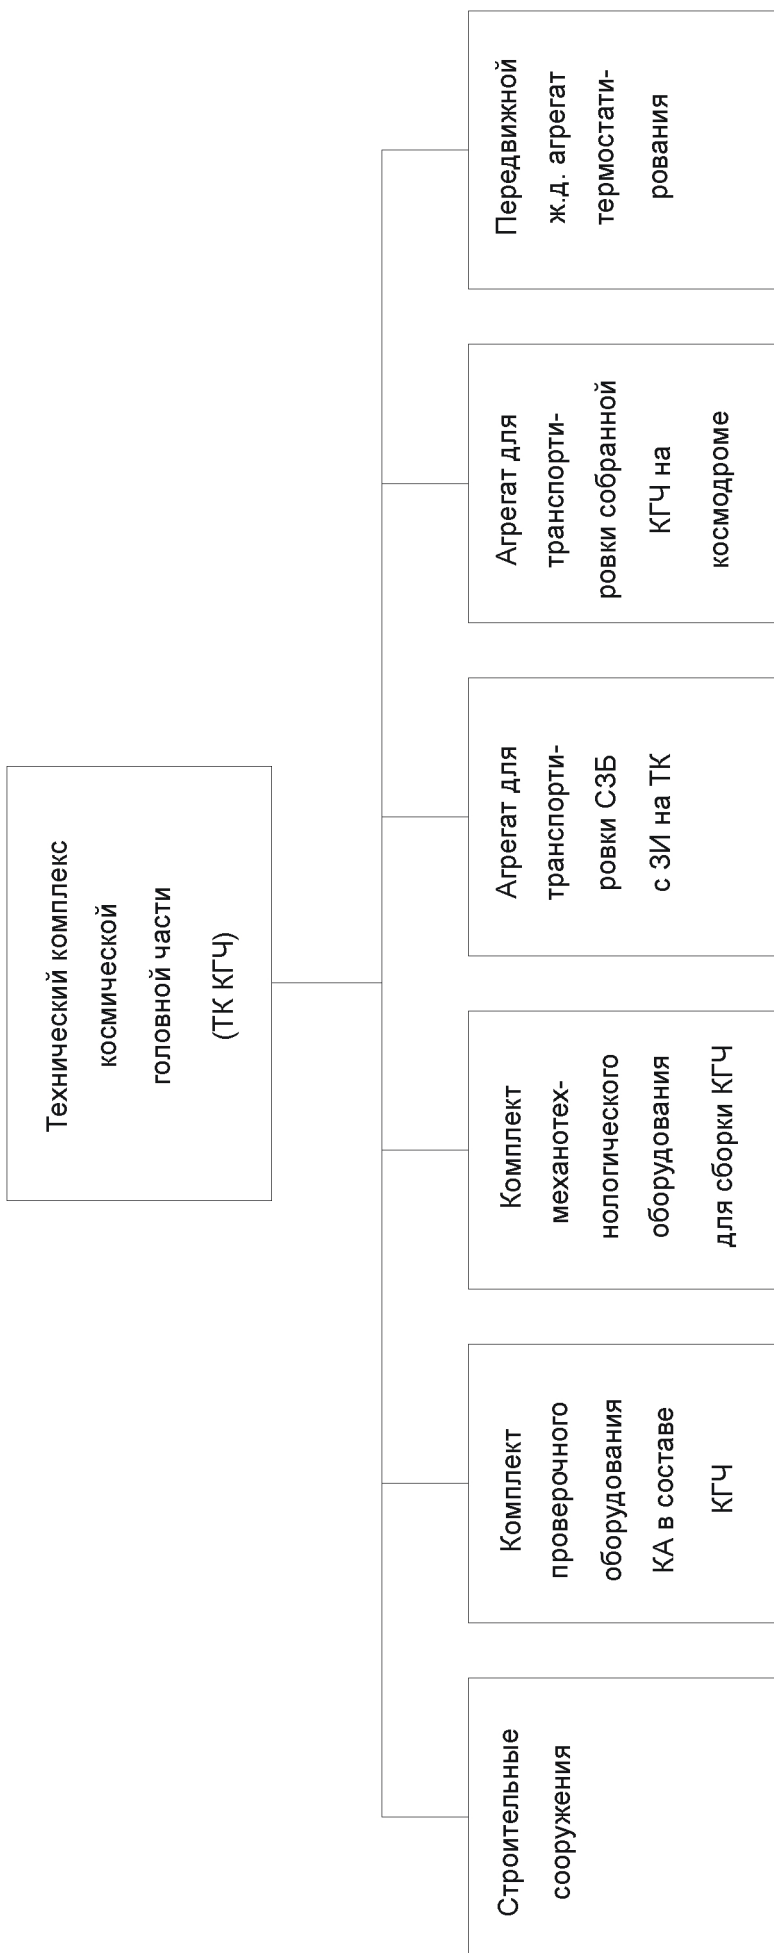 Технический комплекс
космической
головной части
(ТК КГЧ)
Строительные
сооружения
Комплект
проверочного
оборудования
КА в составе
КГЧ
Комплект
механотех-
нологического
оборудования
для сборки КГЧ
Агрегат для
транспорти-
ровки СЗБ
с ЗИ на ТК
Агрегат для
транспорти-
ровки собранной
КГЧ на
космодроме
Передвижной
ж.д. агрегат
термостати-
рования